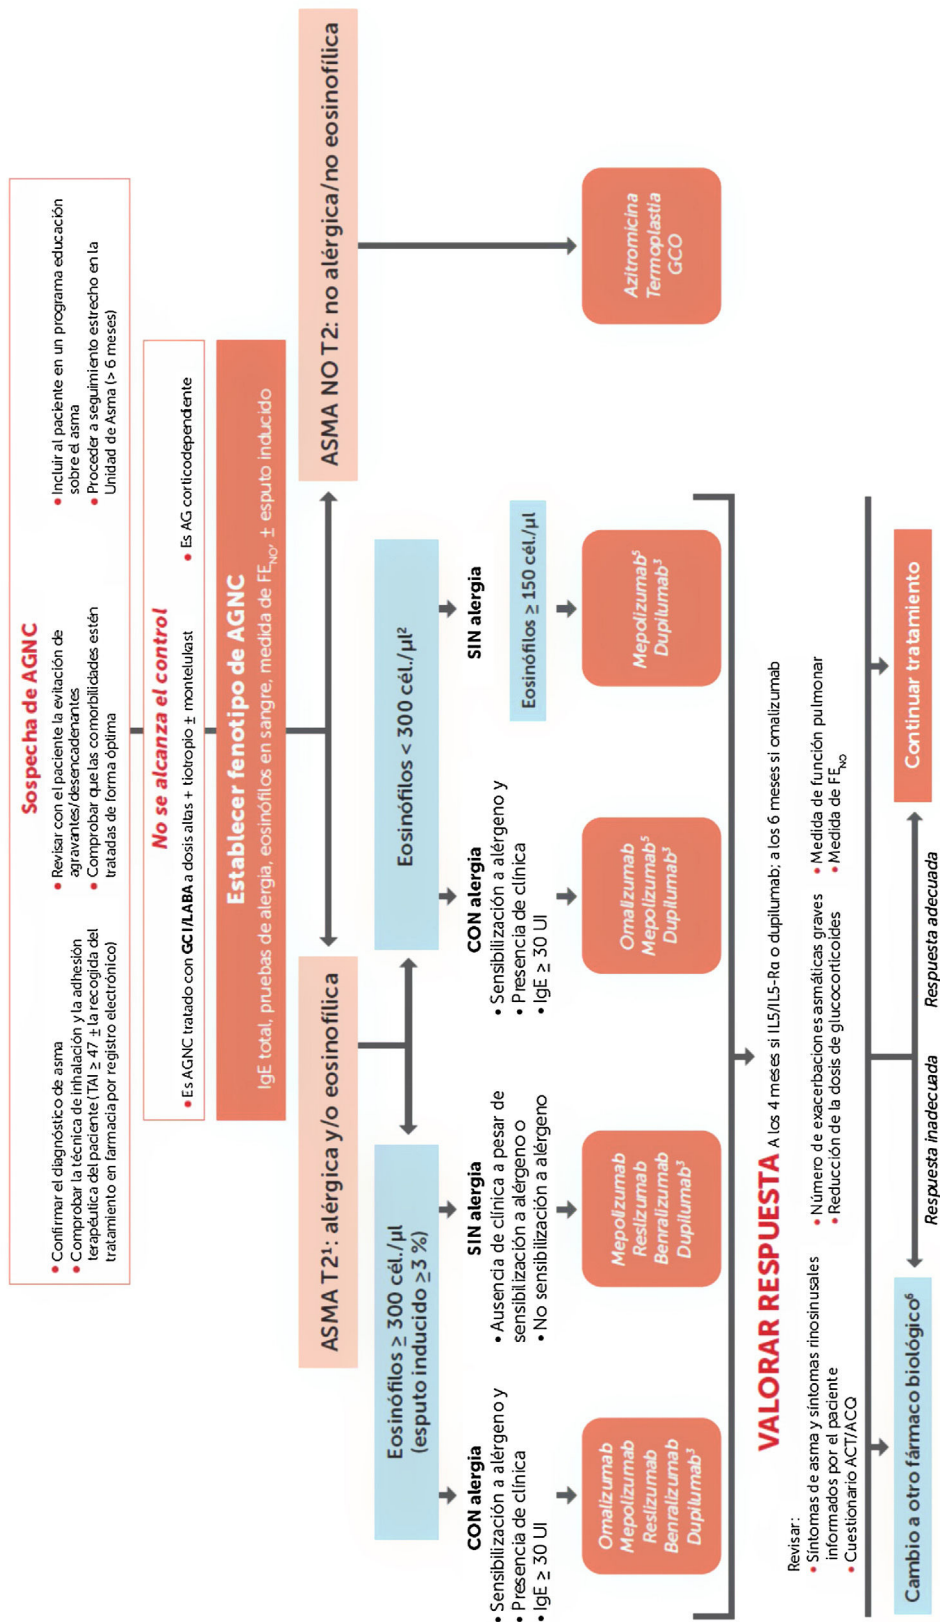 Sospecha de AGNC
• Confirmar el diagnóstico de asma
• Comprobar la técnica de inhalación y la adhesión
terapéutica del paciente (TAI ≥ 47 ± la recogida del
tratamiento en farmacia por registro electrónico)
• Revisar con el paciente la evitación de
agravantes/desencadenantes
• Comprobar que las comorbilidades estén
tratadas de forma óptima
• Incluir al paciente en un programa educación
sobre el asma
• Proceder a seguimiento estrecho en la
Unidad de Asma (> 6 meses)
No se alcanza el control
• Es AGNC tratado con GCI/LABA a dosis altas + tiotropio ± montelukast
• Es AG corticodependiente
Establecer fenotipo de AGNC
IgE total, pruebas de alergia, eosinófilos en sangre, medida de FE_NO, ± esputo inducido
ASMA T2¹: alérgica y/o eosinofílica
ASMA NO T2: no alérgica/no eosinofílica
Eosinófilos ≥ 300 cél./µl
(esputo inducido ≥3 %)
Eosinófilos < 300 cél./µl²
CON alergia
• Sensibilización a alérgeno y
• Presencia de clínica
• IgE ≥ 30 UI
SIN alergia
• Ausencia de clínica a pesar de
sensibilización a alérgeno o
• No sensibilización a alérgeno
CON alergia
• Sensibilización a alérgeno y
• Presencia de clínica
• IgE ≥ 30 UI
SIN alergia
Eosinófilos ≥ 150 cél./µl
Omalizumab
Mepolizumab
Reslizumab
Benralizumab
Dupilumab³
Mepolizumab
Reslizumab
Benralizumab
Dupilumab³
Omalizumab
Mepolizumab⁵
Dupilumab³
Mepolizumab⁵
Dupilumab³
Azitromicina
Termoplastia
GCO
VALORAR RESPUESTA A los 4 meses si IL5/IL5-Rα o dupilumab; a los 6 meses si omalizumab
Revisar:
• Síntomas de asma y síntomas rinosinusales
informados por el paciente
• Cuestionario ACT/ACQ
• Número de exacerbaciones asmáticas graves
• Reducción de la dosis de glucocorticoides
• Medida de función pulmonar
• Medida de FE_NO
Cambio a otro fármaco biológico⁶
Respuesta inadecuada
Respuesta adecuada
Continuar tratamiento